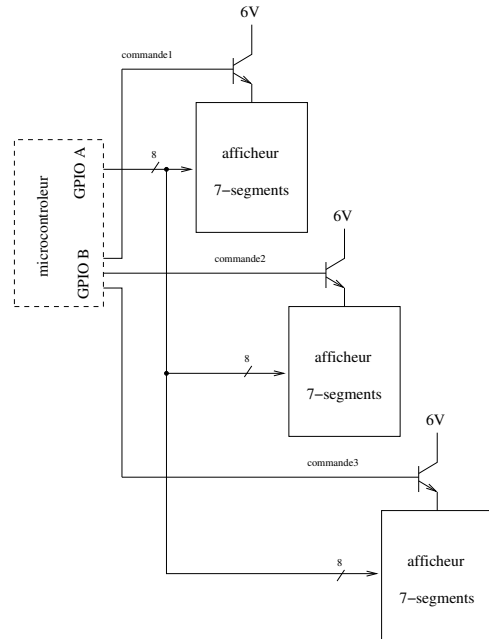 6V
commande1
afficheur
7-segments
8
microcontroleur
GPIO A
GPIO B
6V
commande2
afficheur
7-segments
8
6V
commande3
afficheur
7-segments
8